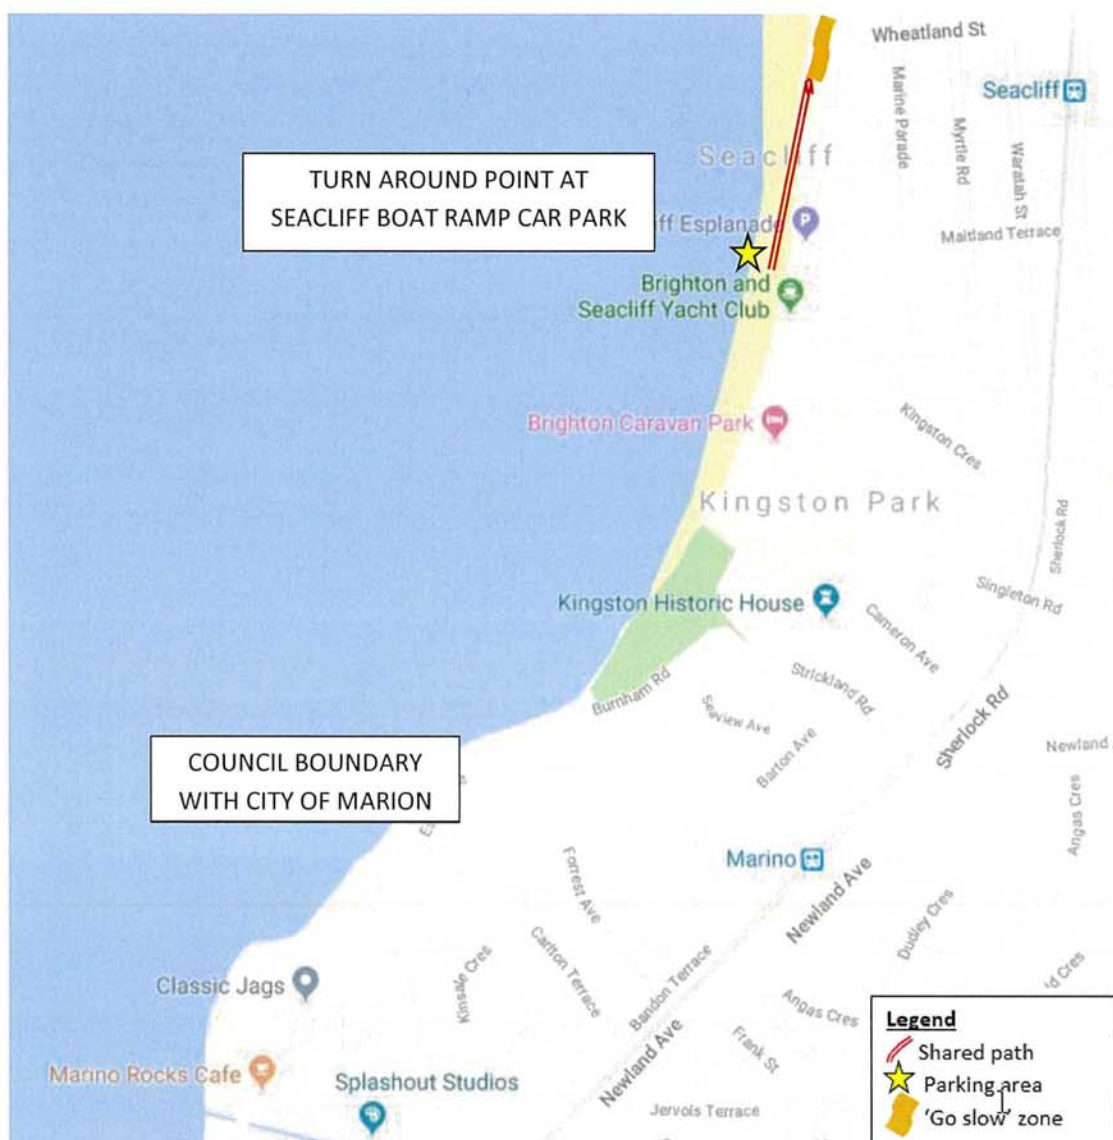 Wheatland St
Seacliff
Marine Parade
Myrtle Rd
Waratah St
Seacliff
TURN AROUND POINT AT
SEACLIFF BOAT RAMP CAR PARK
Esplanade
P
Maitland Terrace
Brighton and
Seacliff Yacht Club
Brighton Caravan Park
Kingston Cres
Kingston Park
Sherlock Rd
Kingston Historic House
Singleton Rd
Cameron Ave
Burnham Rd
Strickland Rd
Seaview Ave
Barton Ave
Sherlock Rd
Newland
Angas Cres
COUNCIL BOUNDARY
WITH CITY OF MARION
Marino
Newland Ave
Forrest Ave
Dudley Cres
Carlton Terrace
Kinsale Cres
Bandon Terrace
Classic Jags
Angas Cres
Cres
Newland Ave
Frank St
Marino Rocks Cafe
Splashout Studios
Jervois Terrace
Legend
Shared path
Parking area
'Go slow' zone